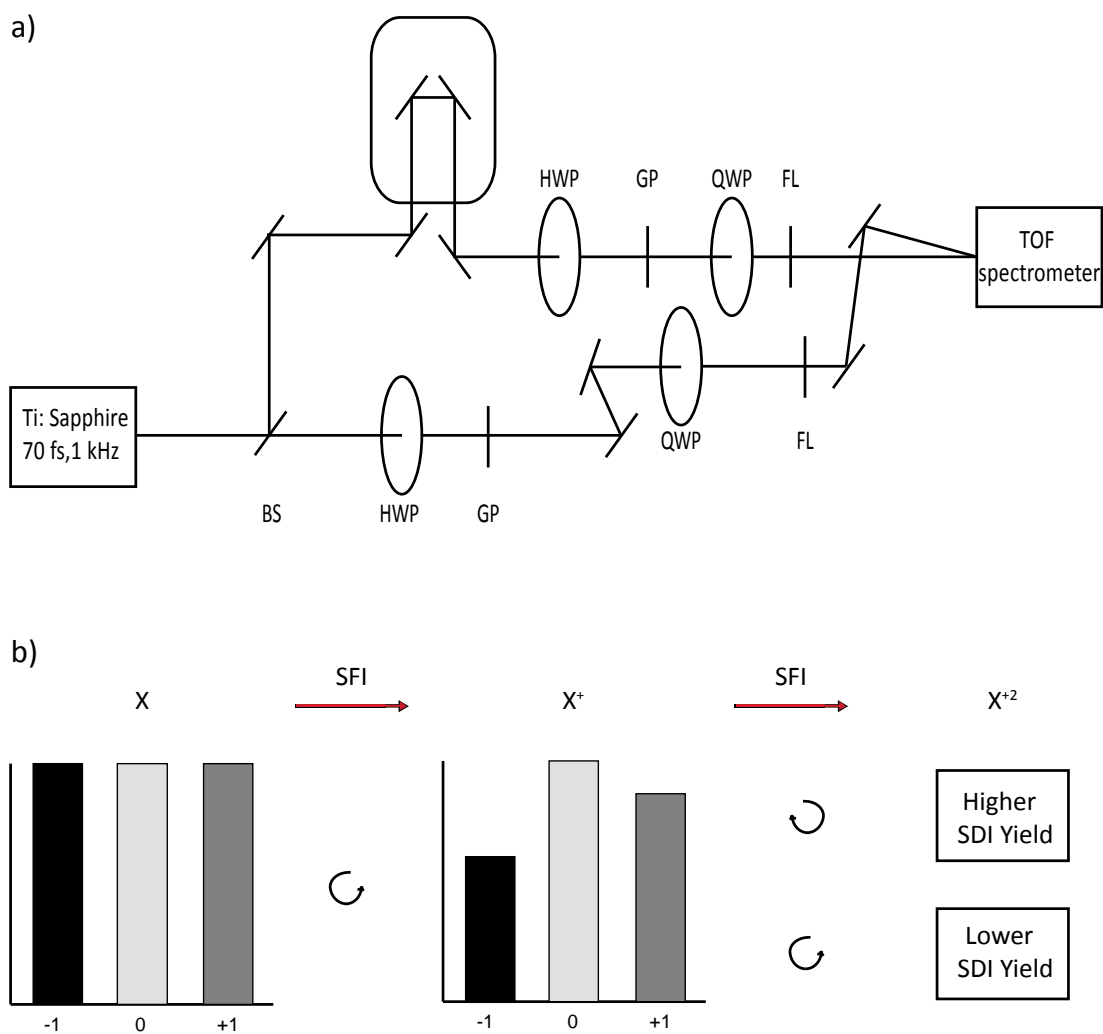 a)
HWP GP QWP FL
TOF
spectrometer
Ti: Sapphire
70 fs,1 kHz
QWP FL
BS HWP GP
b)
X SFI X⁺ SFI X⁺²
Higher
SDI Yield
Lower
SDI Yield
-1 0 +1 -1 0 +1